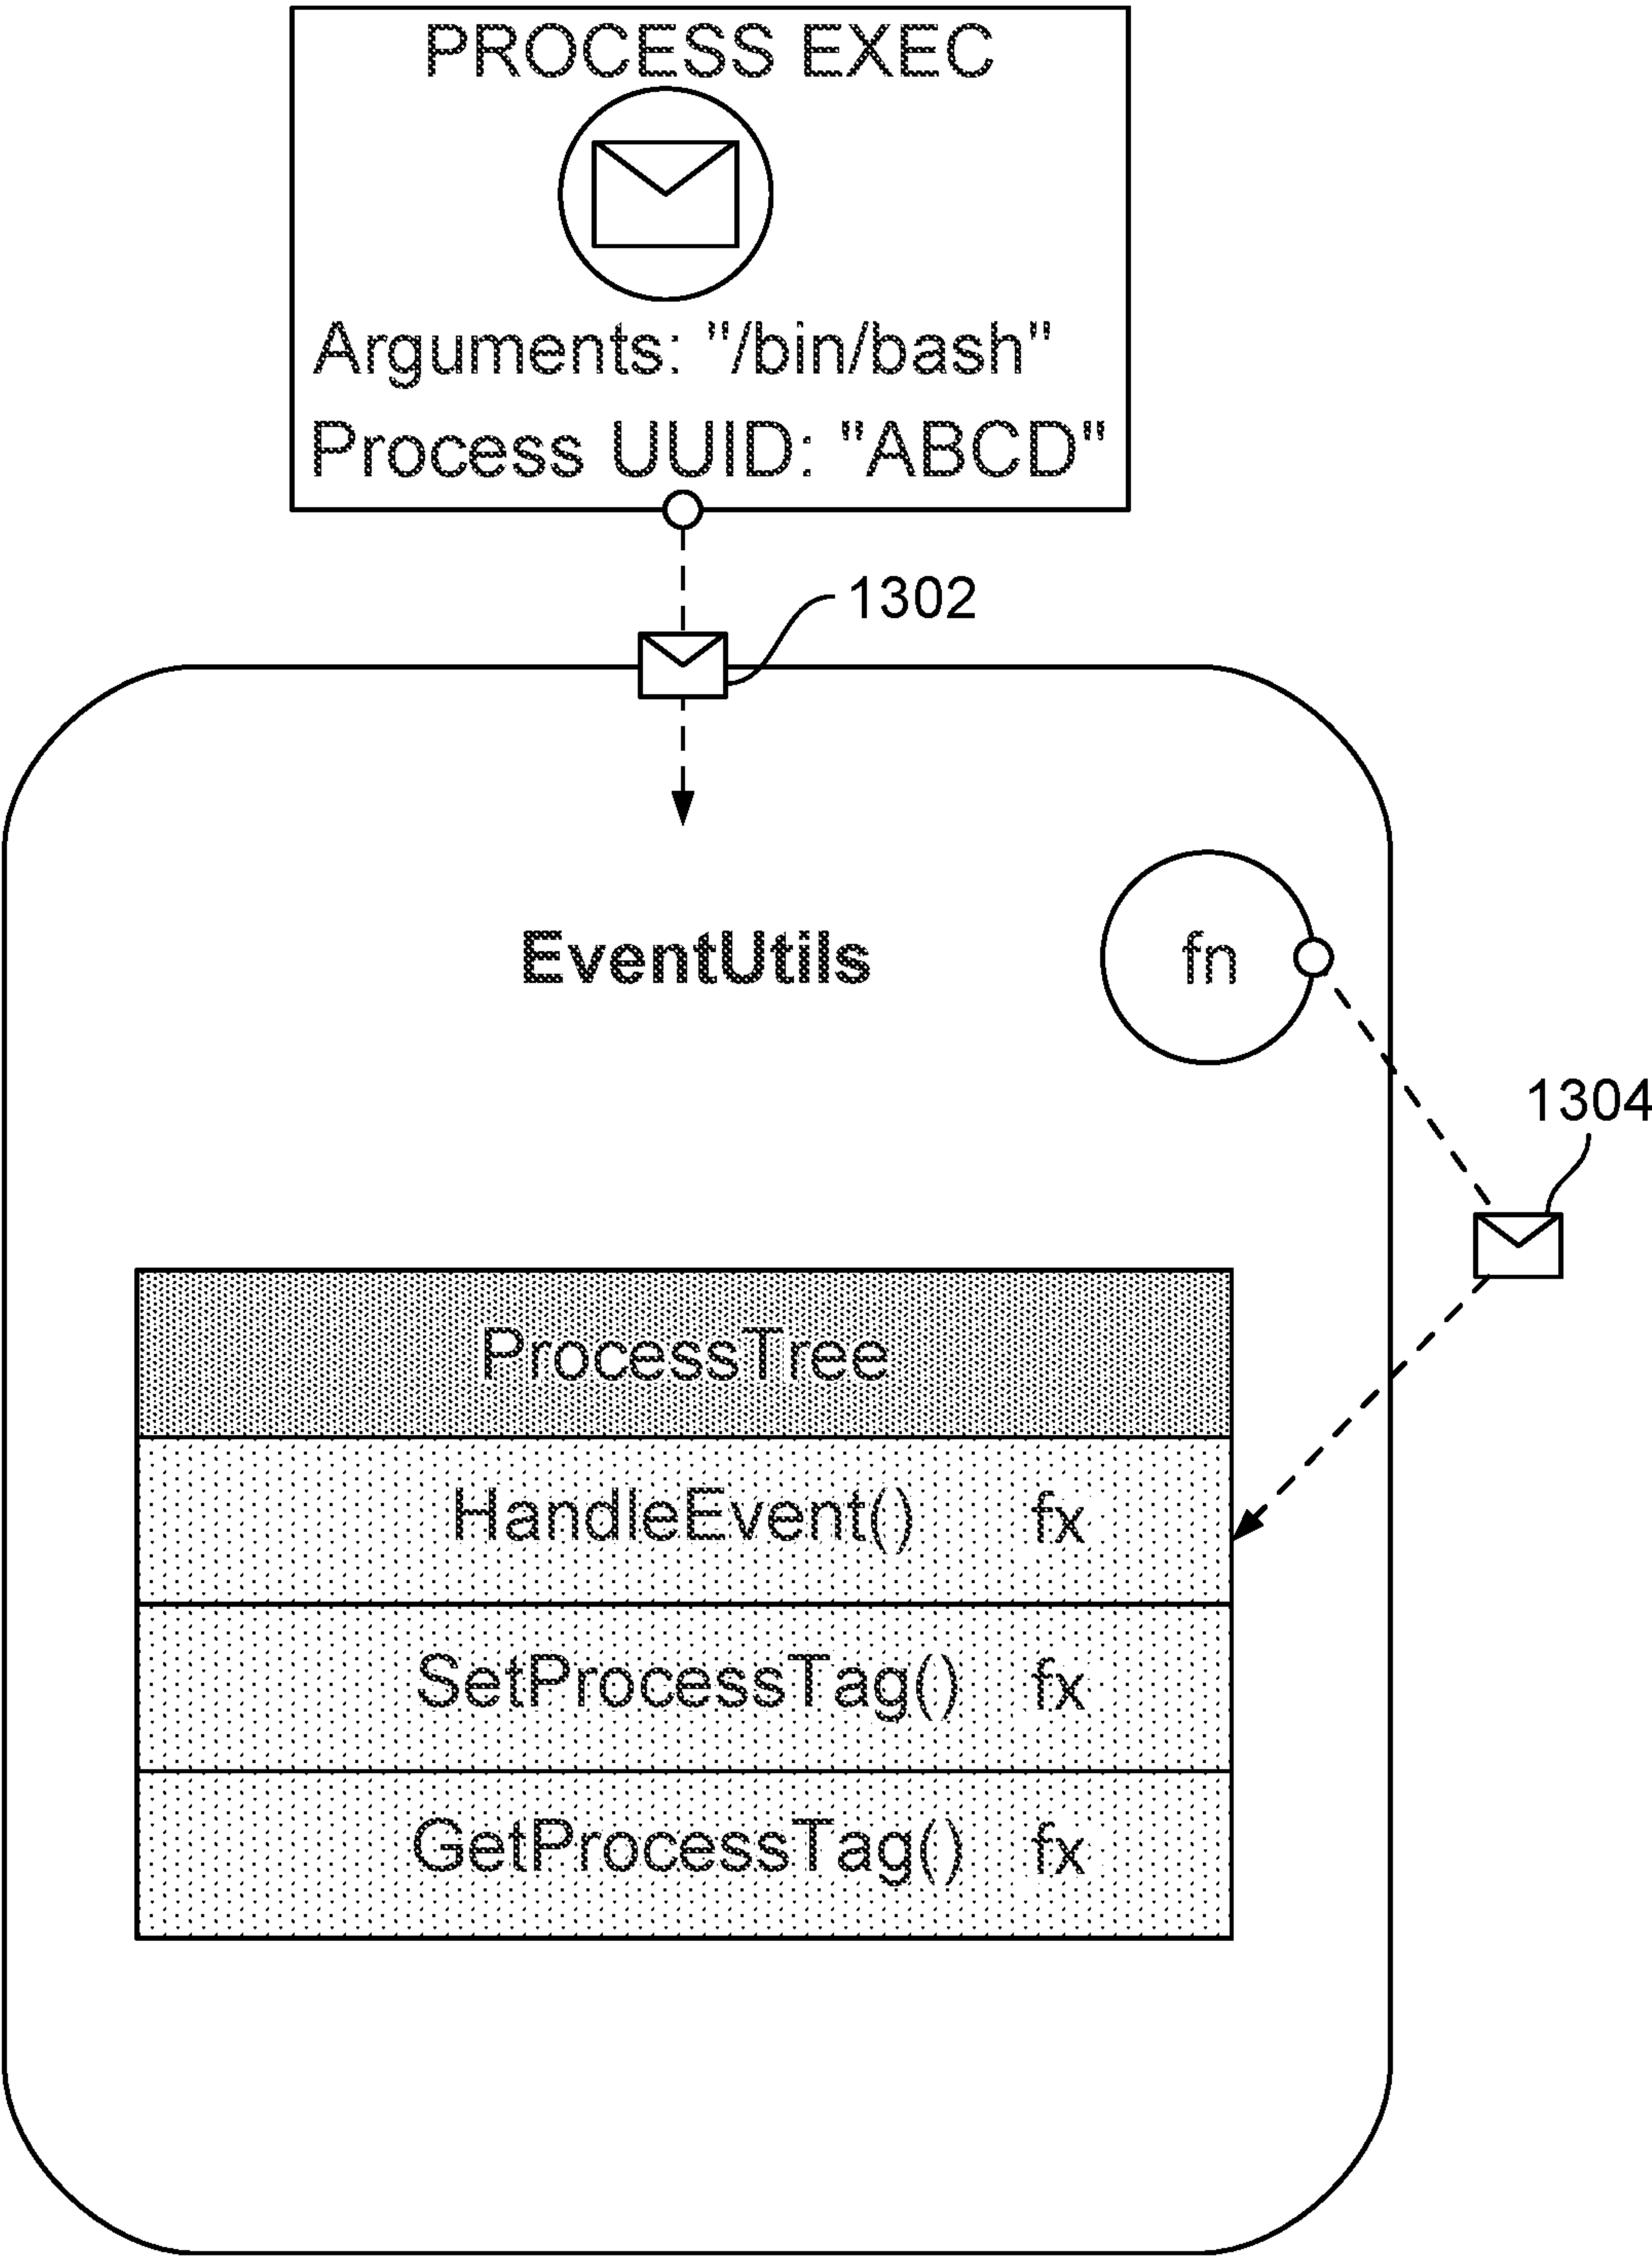 PROCESS EXEC
Arguments: "/bin/bash"
Process UUID: "ABCD"
1302
EventUtils
fn
1304
ProcessTree
HandleEvent() fx
SetProcessTag() fx
GetProcessTag() fx